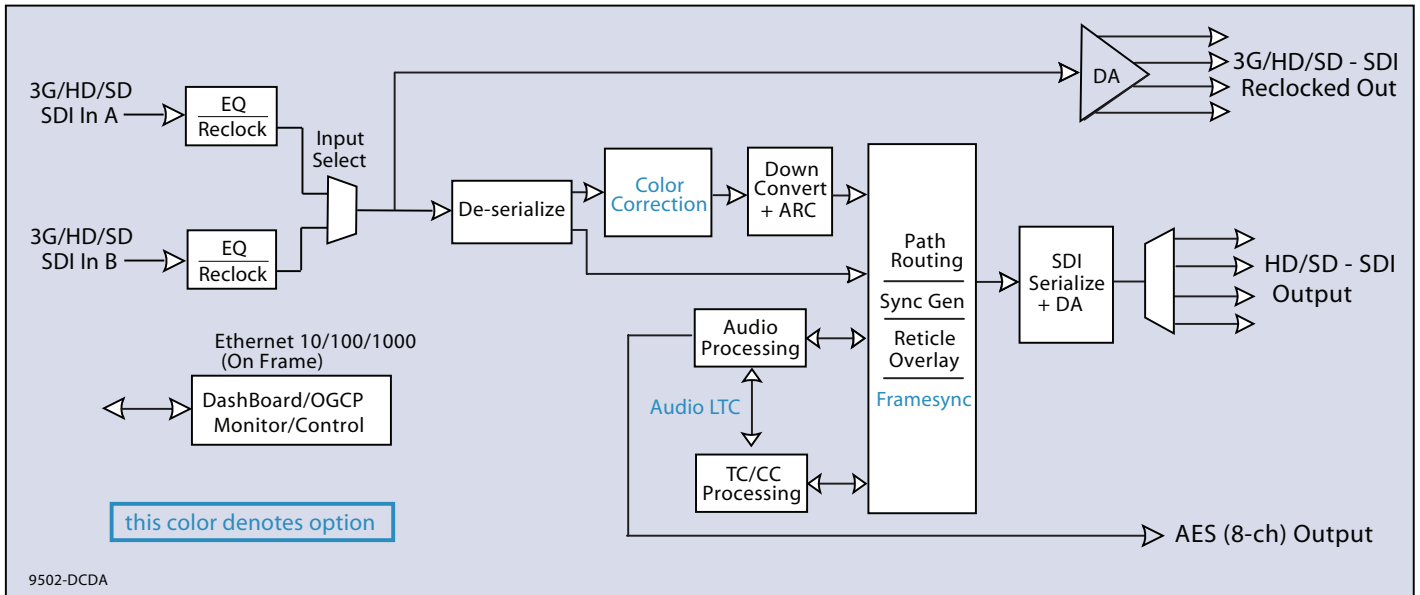 3G/HD/SD
SDI In A
EQ
Reclock
Input
Select
3G/HD/SD
SDI In B
EQ
Reclock
De-serialize
Color
Correction
Down
Convert
+ ARC
DA
3G/HD/SD - SDI
Reclocked Out
Path
Routing
Sync Gen
Reticle
Overlay
Framesync
SDI
Serialize
+ DA
HD/SD - SDI
Output
Audio
Processing
Audio LTC
TC/CC
Processing
Ethernet 10/100/1000
(On Frame)
DashBoard/OGCP
Monitor/Control
this color denotes option
AES (8-ch) Output
9502-DCDA